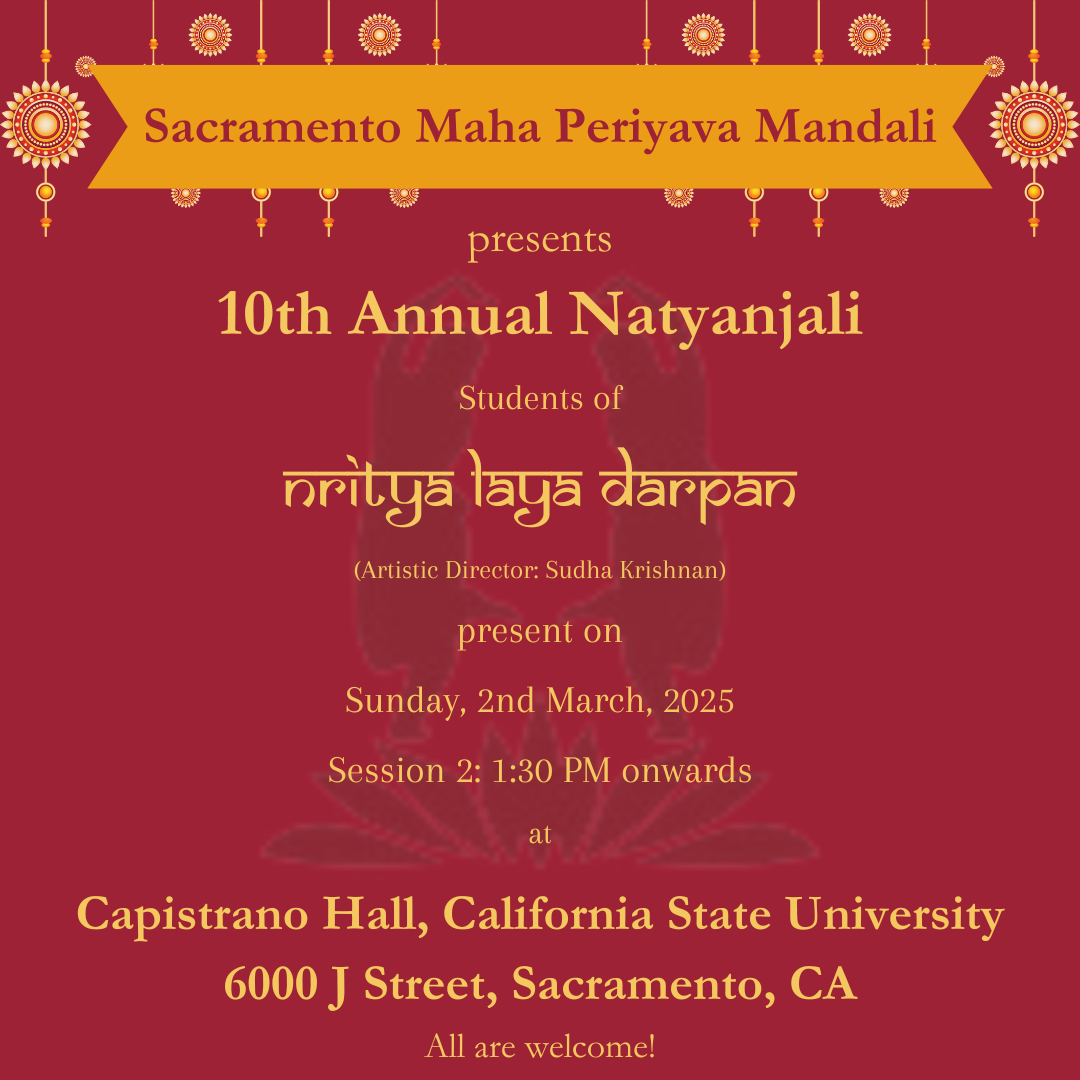 Sacramento Maha Periyava Mandali
presents
10th Annual Natyanjali
Students of
nritya laya darpan
(Artistic Director: Sudha Krishnan)
present on
Sunday, 2nd March, 2025
Session 2: 1:30 PM onwards
at
Capistrano Hall, California State University
6000 J Street, Sacramento, CA
All are welcome!